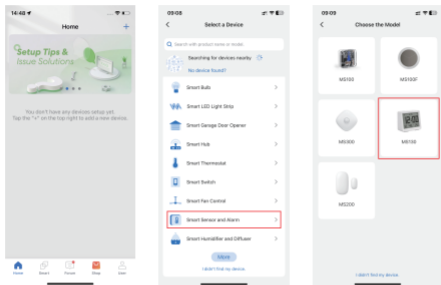 14:48
Home
+
Setup Tips &
Issue Solutions
You don't have any devices setup yet.
Tap the "+" on the top right to add a new device.
Home
Smart
Shop
User
09:08
Select a Device
Search with product name or model
Searching for devices nearby
No device found?
Smart Bulb
Smart LED Light Strip
Smart Garage Door Opener
Smart Hub
Smart Thermostat
Smart Switch
Smart Fan Control
Smart Sensor and Alarm
Smart Humidifier and Diffuser
More
I didn't find my device
09:09
Choose the Model
MS100
MS100F
MS400
MS130
MS200
I didn't find my device